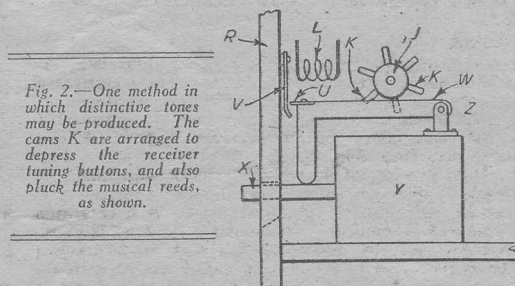 Fig. 2.—One method in
which distinctive tones
may be produced. The
cams K are arranged to
depress the receiver
tuning buttons, and also
pluck the musical reeds,
as shown.
R
L
K
J
K
W
Z
V
U
X
Y